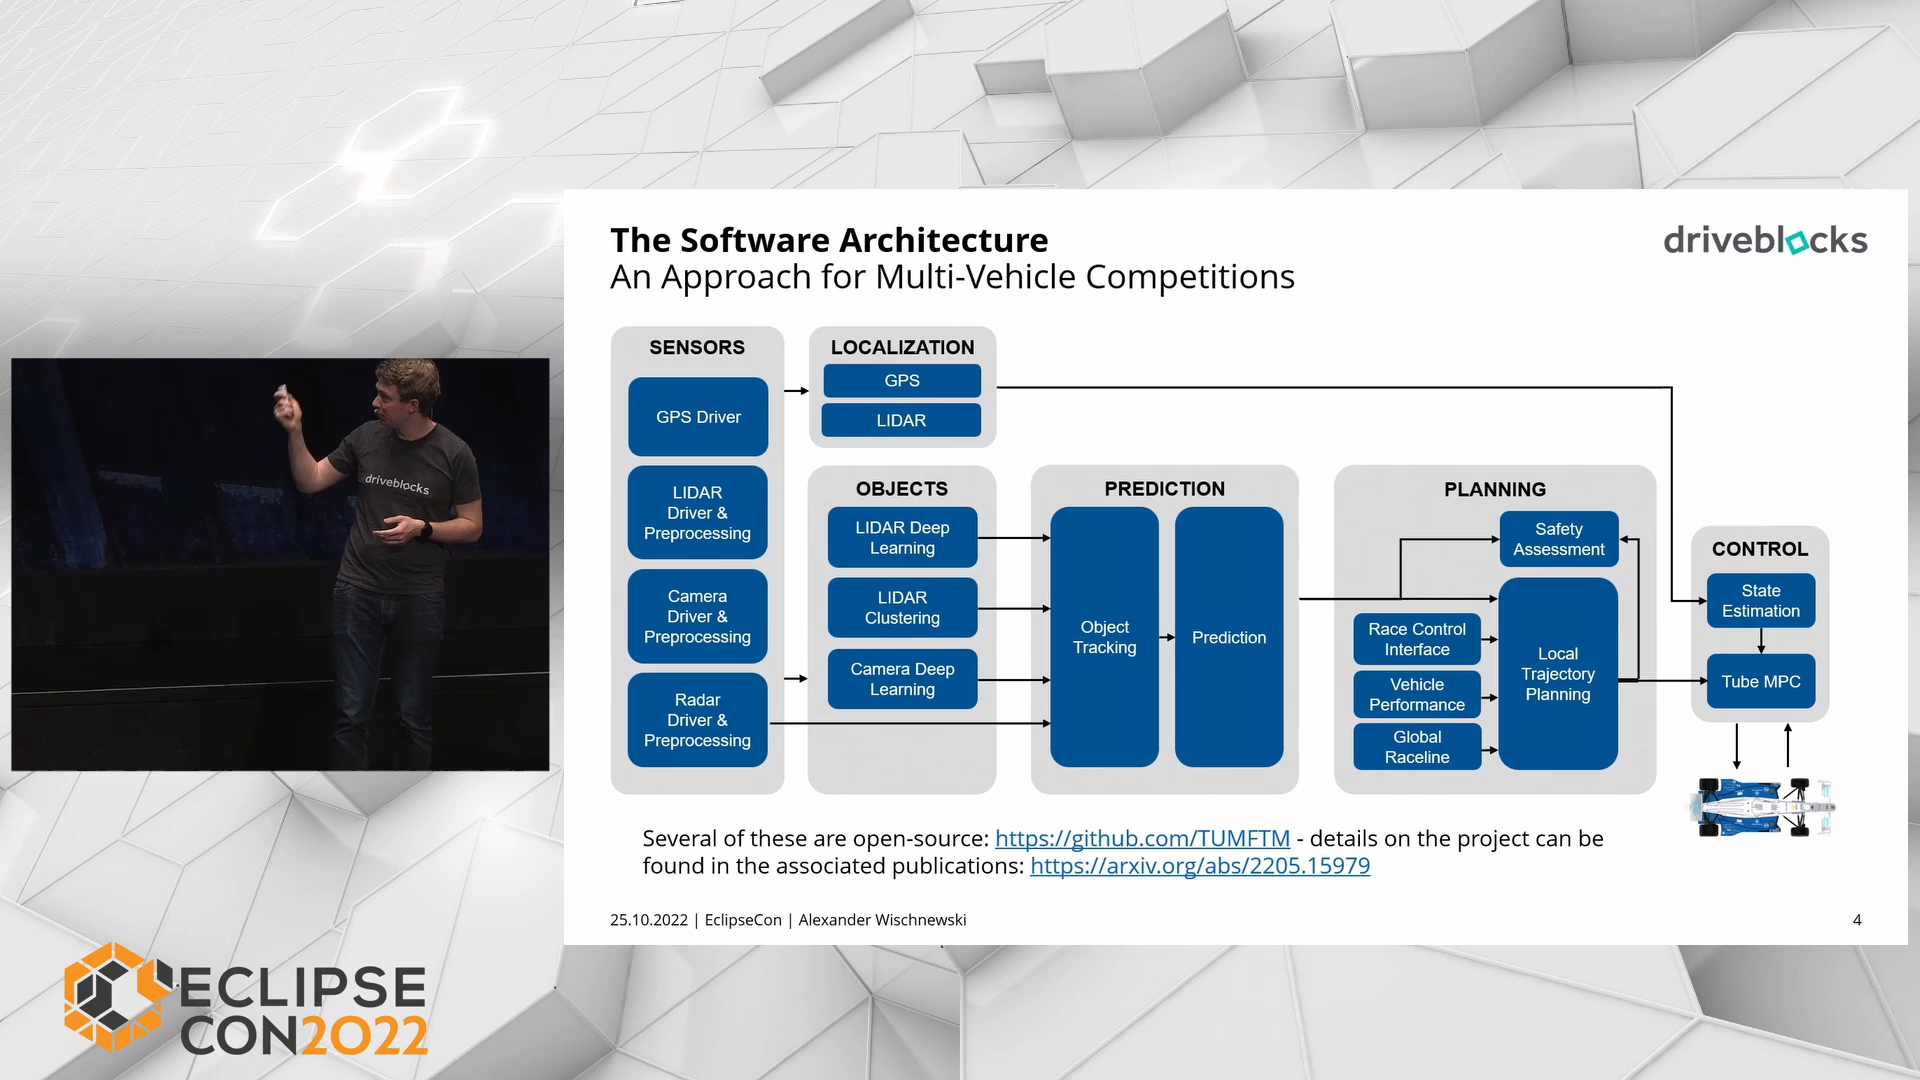 The Software Architecture
An Approach for Multi-Vehicle Competitions
driveblocks
SENSORS
GPS Driver
LIDAR
Driver &
Preprocessing
Camera
Driver &
Preprocessing
Radar
Driver &
Preprocessing
LOCALIZATION
GPS
LIDAR
OBJECTS
LIDAR Deep
Learning
LIDAR
Clustering
Camera Deep
Learning
PREDICTION
Object
Tracking
Prediction
PLANNING
Safety
Assessment
Race Control
Interface
Vehicle
Performance
Global
Raceline
Local
Trajectory
Planning
CONTROL
State
Estimation
Tube MPC
Several of these are open-source: https://github.com/TUMFTM - details on the project can be
found in the associated publications: https://arxiv.org/abs/2205.15979
25.10.2022 | EclipseCon | Alexander Wischnewski
4
driveblocks
ECLIPSE
CON2022